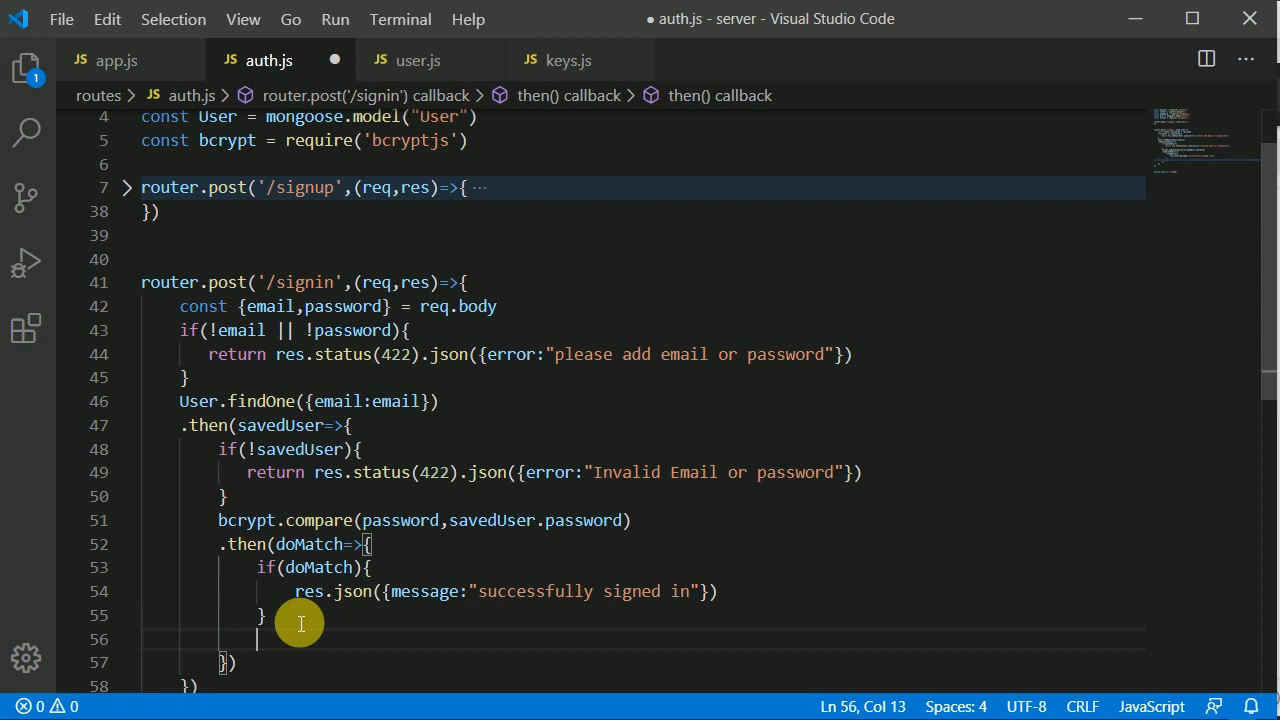 File Edit Selection View Go Run Terminal Help ● auth.js - server - Visual Studio Code
JS app.js JS auth.js ● JS user.js JS keys.js
routes > JS auth.js > router.post('/signin') callback > then() callback > then() callback
4 const User = mongoose.model("User")
5 const bcrypt = require('bcryptjs')
6
7 router.post('/signup',(req,res)=>{ ···
38 })
39
40
41 router.post('/signin',(req,res)=>{
42 const {email,password} = req.body
43 if(!email || !password){
44 return res.status(422).json({error:"please add email or password"})
45 }
46 User.findOne({email:email})
47 .then(savedUser=>{
48 if(!savedUser){
49 return res.status(422).json({error:"Invalid Email or password"})
50 }
51 bcrypt.compare(password,savedUser.password)
52 .then(doMatch=>{
53 if(doMatch){
54 res.json({message:"successfully signed in"})
55 }
56
57 })
58 })
1
0 0 Ln 56, Col 13 Spaces: 4 UTF-8 CRLF JavaScript